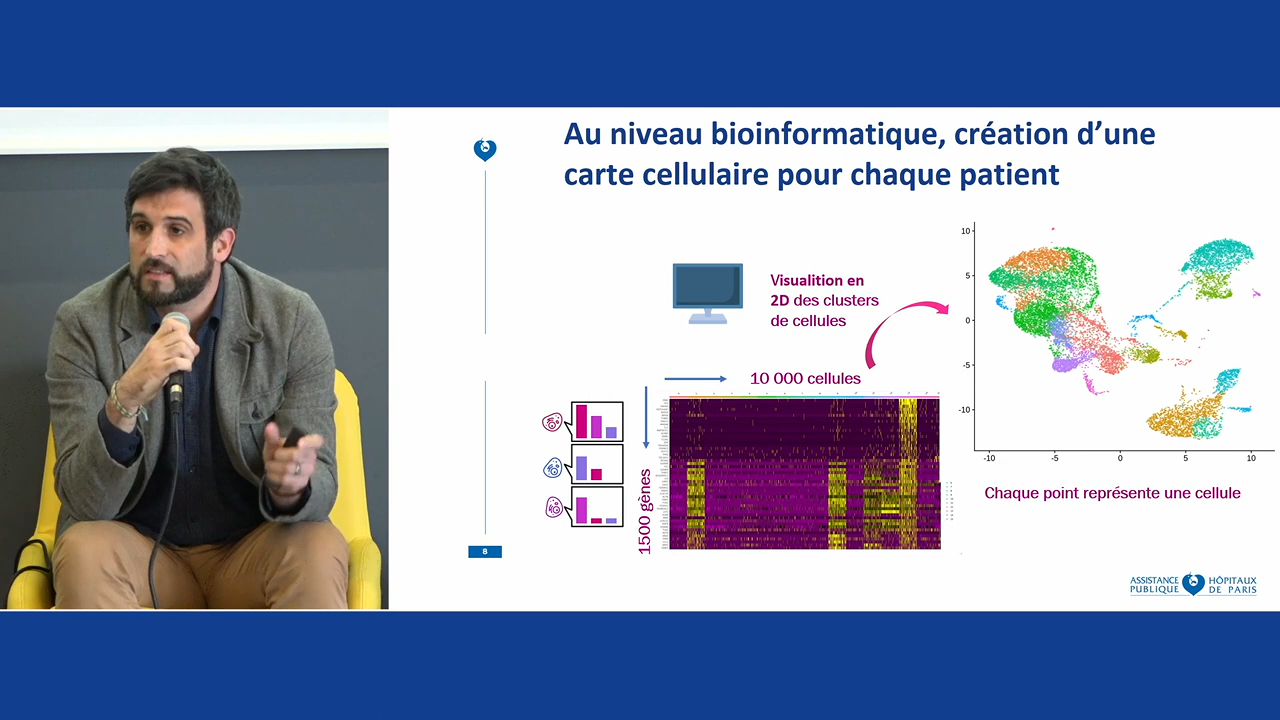 Au niveau bioinformatique, création d’une
carte cellulaire pour chaque patient
Visualition en
2D des clusters
de cellules
10 000 cellules
1500 gènes
10
5
0
-5
-10
-10
-5
0
5
10
Chaque point représente une cellule
8
ASSISTANCE
PUBLIQUE
HÔPITAUX
DE PARIS